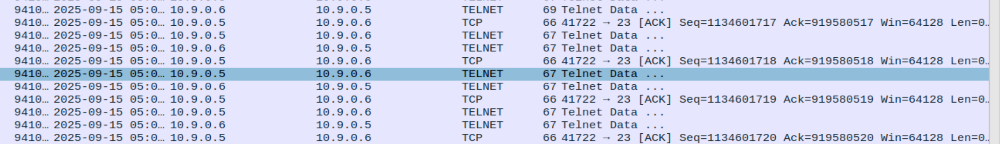 9410… 2025-09-15 05:0… 10.9.0.6 10.9.0.5 TELNET 69 Telnet Data ...
9410… 2025-09-15 05:0… 10.9.0.5 10.9.0.6 TCP 66 41722 → 23 [ACK] Seq=1134601717 Ack=919580517 Win=64128 Len=0…
9410… 2025-09-15 05:0… 10.9.0.5 10.9.0.6 TELNET 67 Telnet Data ...
9410… 2025-09-15 05:0… 10.9.0.6 10.9.0.5 TELNET 67 Telnet Data ...
9410… 2025-09-15 05:0… 10.9.0.5 10.9.0.6 TCP 66 41722 → 23 [ACK] Seq=1134601718 Ack=919580518 Win=64128 Len=0…
9410… 2025-09-15 05:0… 10.9.0.5 10.9.0.6 TELNET 67 Telnet Data ...
9410… 2025-09-15 05:0… 10.9.0.6 10.9.0.5 TELNET 67 Telnet Data ...
9410… 2025-09-15 05:0… 10.9.0.5 10.9.0.6 TCP 66 41722 → 23 [ACK] Seq=1134601719 Ack=919580519 Win=64128 Len=0…
9410… 2025-09-15 05:0… 10.9.0.5 10.9.0.6 TELNET 67 Telnet Data ...
9410… 2025-09-15 05:0… 10.9.0.6 10.9.0.5 TELNET 67 Telnet Data ...
9410… 2025-09-15 05:0… 10.9.0.5 10.9.0.6 TCP 66 41722 → 23 [ACK] Seq=1134601720 Ack=919580520 Win=64128 Len=0…